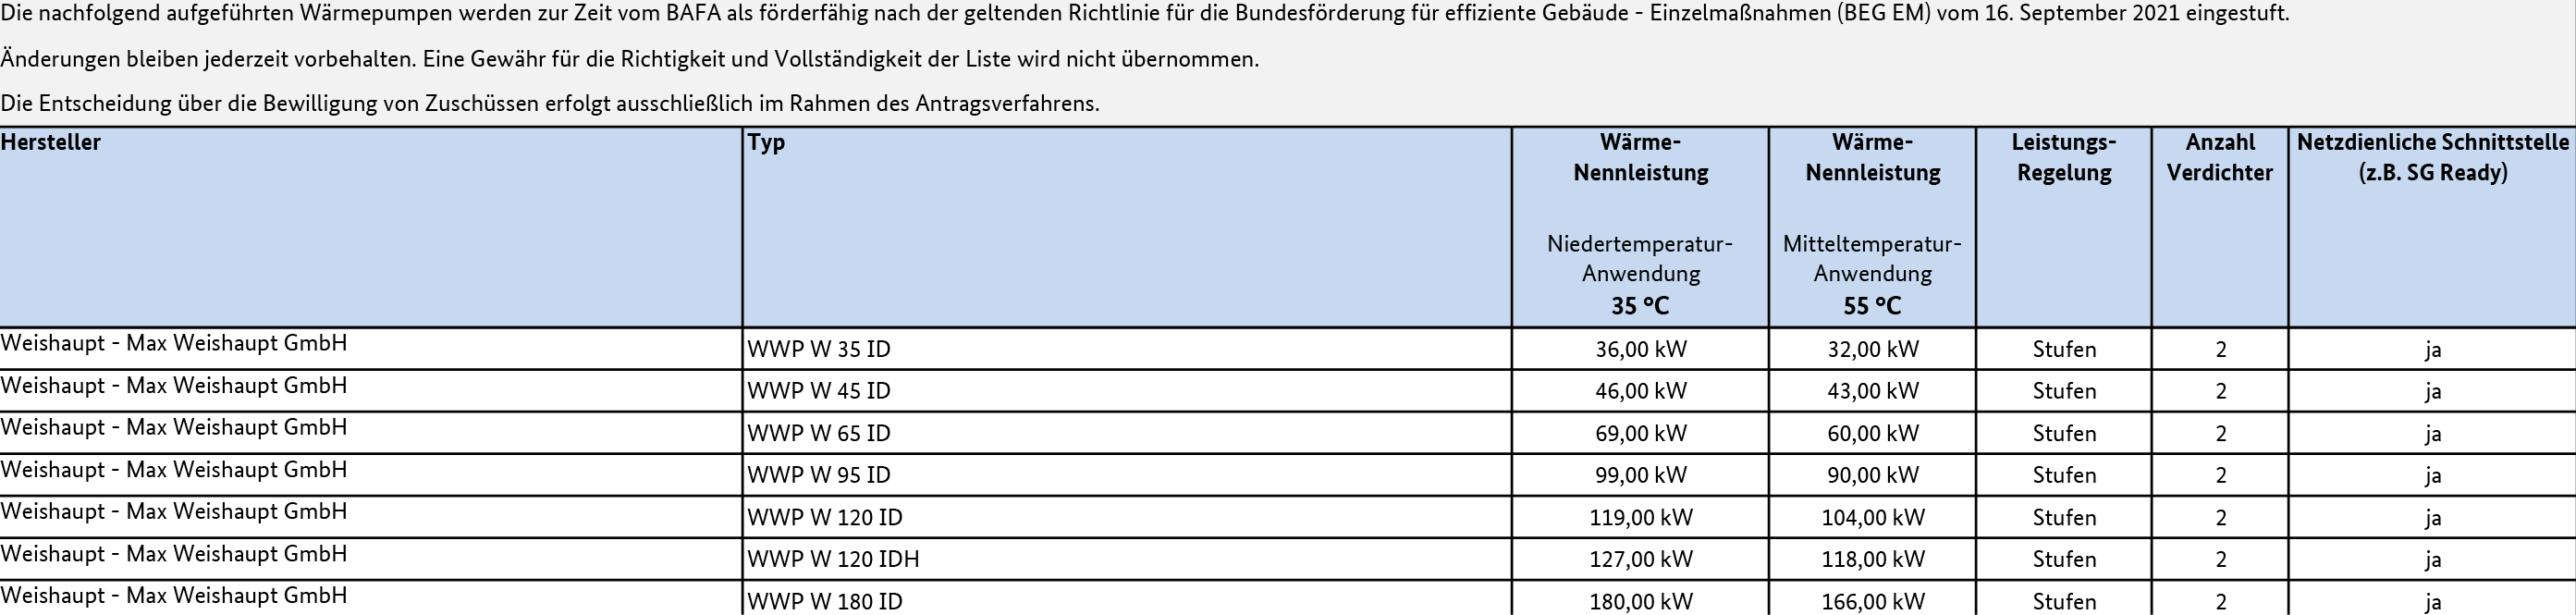 Die nachfolgend aufgeführten Wärmepumpen werden zur Zeit vom BAFA als förderfähig nach der geltenden Richtlinie für die Bundesförderung für effiziente Gebäude - Einzelmaßnahmen (BEG EM) vom 16. September 2021 eingestuft.
Änderungen bleiben jederzeit vorbehalten. Eine Gewähr für die Richtigkeit und Vollständigkeit der Liste wird nicht übernommen.
Die Entscheidung über die Bewilligung von Zuschüssen erfolgt ausschließlich im Rahmen des Antragsverfahrens.
Hersteller Typ Wärme- Wärme- Leistungs- Anzahl Netzdienliche Schnittstelle
Nennleistung Nennleistung Regelung Verdichter (z.B. SG Ready)
Niedertemperatur- Mitteltemperatur-
Anwendung Anwendung
35 °C 55 °C
Weishaupt - Max Weishaupt GmbH WWP W 35 ID 36,00 kW 32,00 kW Stufen 2 ja
Weishaupt - Max Weishaupt GmbH WWP W 45 ID 46,00 kW 43,00 kW Stufen 2 ja
Weishaupt - Max Weishaupt GmbH WWP W 65 ID 69,00 kW 60,00 kW Stufen 2 ja
Weishaupt - Max Weishaupt GmbH WWP W 95 ID 99,00 kW 90,00 kW Stufen 2 ja
Weishaupt - Max Weishaupt GmbH WWP W 120 ID 119,00 kW 104,00 kW Stufen 2 ja
Weishaupt - Max Weishaupt GmbH WWP W 120 IDH 127,00 kW 118,00 kW Stufen 2 ja
Weishaupt - Max Weishaupt GmbH WWP W 180 ID 180,00 kW 166,00 kW Stufen 2 ja